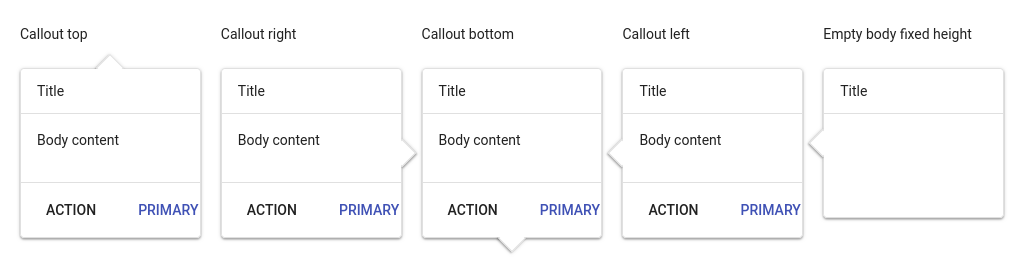 Callout top
Callout right
Callout bottom
Callout left
Empty body fixed height
Title
Title
Title
Title
Title
Body content
Body content
Body content
Body content
ACTION PRIMARY
ACTION PRIMARY
ACTION PRIMARY
ACTION PRIMARY